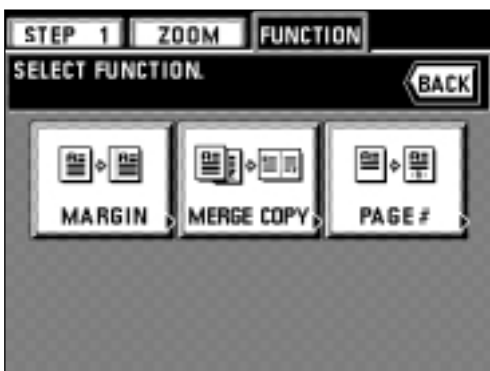 STEP 1 ZOOM FUNCTION
SELECT FUNCTION.
BACK
MARGIN MERGE COPY PAGE #